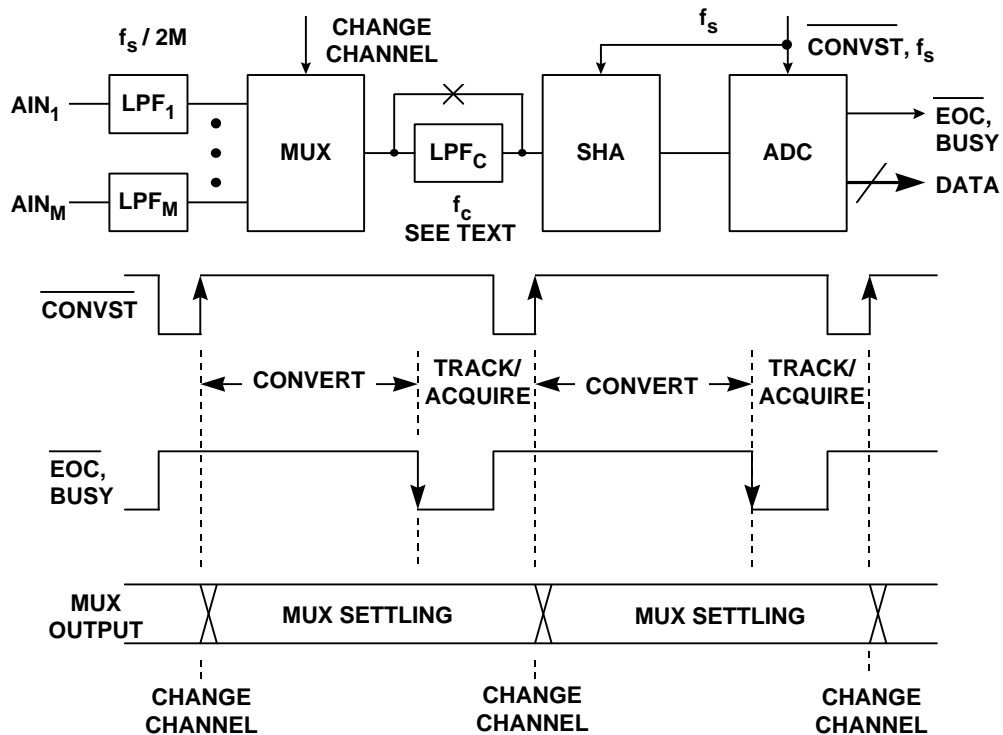 f_s / 2M
CHANGE
CHANNEL
f_s
CONVST, f_s
AIN_1
LPF_1
MUX
LPF_C
SHA
ADC
EOC,
BUSY
DATA
AIN_M
LPF_M
f_c
SEE TEXT
CONVST
CONVERT
TRACK/
ACQUIRE
CONVERT
TRACK/
ACQUIRE
EOC,
BUSY
MUX
OUTPUT
MUX SETTLING
MUX SETTLING
CHANGE
CHANNEL
CHANGE
CHANNEL
CHANGE
CHANNEL